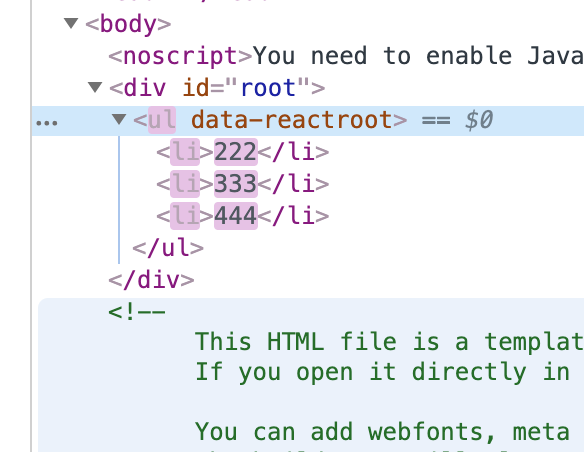 <body>
<noscript>You need to enable Java
<div id="root">
… <ul data-reactroot> == $0
<li>222</li>
<li>333</li>
<li>444</li>
</ul>
</div>
<!--
This HTML file is a templat
If you open it directly in
You can add webfonts, meta